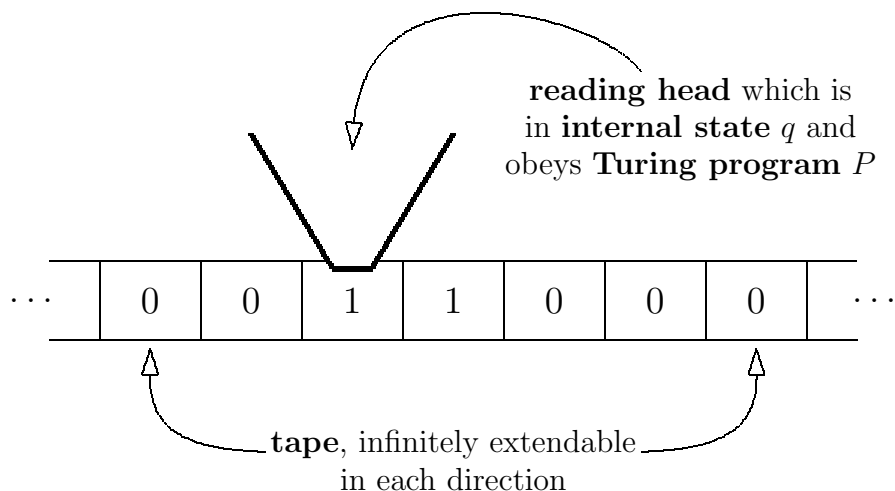 reading head which is
in internal state q and
obeys Turing program P
··· 0 0 1 1 0 0 0 ···
tape, infinitely extendable
in each direction